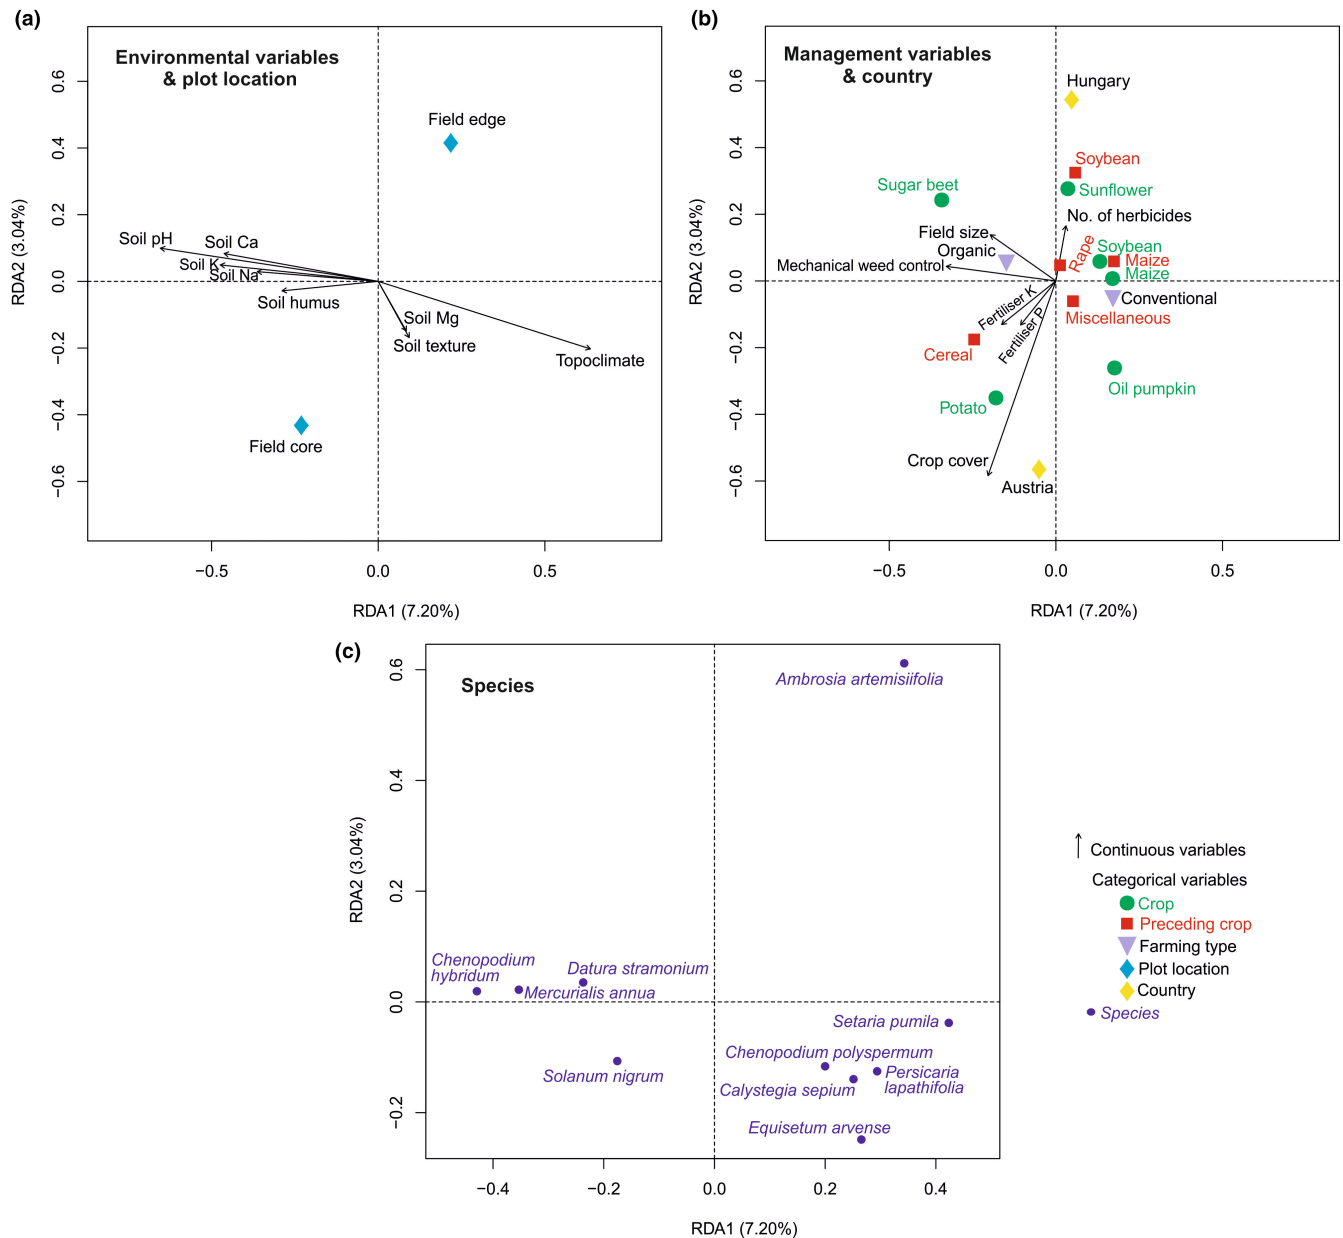 (a)
Environmental variables
& plot location
Field edge
Soil pH
Soil Ca
Soil K
Soil Na
Soil humus
Soil Mg
Soil texture
Topoclimate
Field core
RDA2 (3.04%)
0.6
0.4
0.2
0.0
−0.2
−0.4
−0.6
−0.5
0.0
0.5
RDA1 (7.20%)
(b)
Management variables
& country
Hungary
Soybean
Sugar beet
Sunflower
No. of herbicides
Field size
Organic
Rape
Soybean
Maize
Mechanical weed control
Maize
Conventional
Fertiliser K
Fertiliser P
Miscellaneous
Cereal
Oil pumpkin
Potato
Crop cover
Austria
RDA2 (3.04%)
0.6
0.4
0.2
0.0
−0.2
−0.4
−0.6
−0.5
0.0
0.5
RDA1 (7.20%)
(c)
Species
Ambrosia artemisiifolia
Chenopodium
hybridum
Datura stramonium
Mercurialis annua
Setaria pumila
Chenopodium polyspermum
Solanum nigrum
Persicaria
lapathifolia
Calystegia sepium
Equisetum arvense
RDA2 (3.04%)
0.6
0.4
0.2
0.0
−0.2
−0.4
−0.2
0.0
0.2
0.4
RDA1 (7.20%)
Continuous variables
Categorical variables
Crop
Preceding crop
Farming type
Plot location
Country
Species